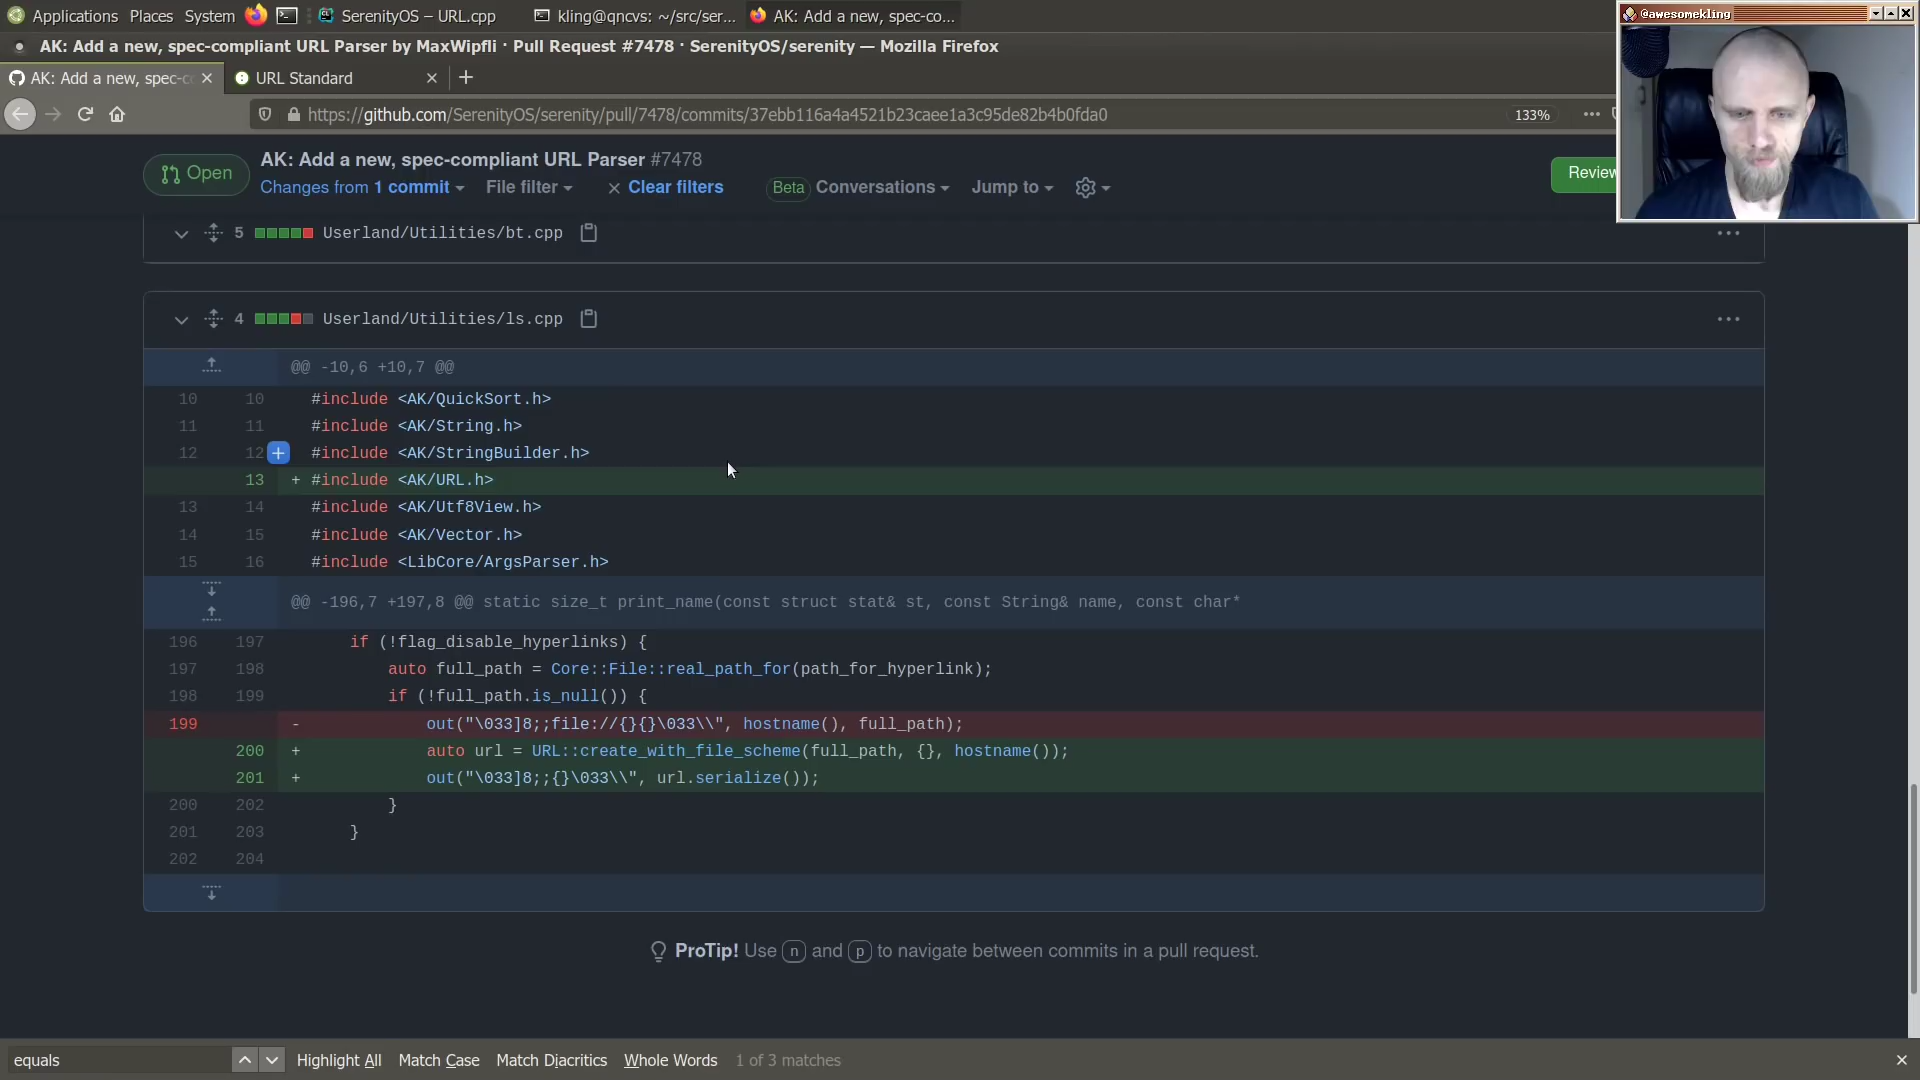 Applications Places System SerenityOS – URL.cpp kling@qncvs: ~/src/ser... AK: Add a new, spec-co...
@awesomekling
AK: Add a new, spec-compliant URL Parser by MaxWipfli · Pull Request #7478 · SerenityOS/serenity — Mozilla Firefox
AK: Add a new, spec-c URL Standard
https://github.com/SerenityOS/serenity/pull/7478/commits/37ebb116a4a4521b23caee1a3c95de82b4b0fda0 133%
Open
AK: Add a new, spec-compliant URL Parser #7478
Changes from 1 commit File filter Clear filters Beta Conversations Jump to
Review
5 Userland/Utilities/bt.cpp
4 Userland/Utilities/ls.cpp
@@ -10,6 +10,7 @@
10 10 #include <AK/QuickSort.h>
11 11 #include <AK/String.h>
12 12 + #include <AK/StringBuilder.h>
13 + #include <AK/URL.h>
13 14 #include <AK/Utf8View.h>
14 15 #include <AK/Vector.h>
15 16 #include <LibCore/ArgsParser.h>
@@ -196,7 +197,8 @@ static size_t print_name(const struct stat& st, const String& name, const char*
196 197 if (!flag_disable_hyperlinks) {
197 198 auto full_path = Core::File::real_path_for(path_for_hyperlink);
198 199 if (!full_path.is_null()) {
199 - out("\033]8;;file://{}{}\033\\", hostname(), full_path);
200 + auto url = URL::create_with_file_scheme(full_path, {}, hostname());
201 + out("\033]8;;{}\033\\", url.serialize());
200 202 }
201 203 }
202 204
ProTip! Use n and p to navigate between commits in a pull request.
equals Highlight All Match Case Match Diacritics Whole Words 1 of 3 matches